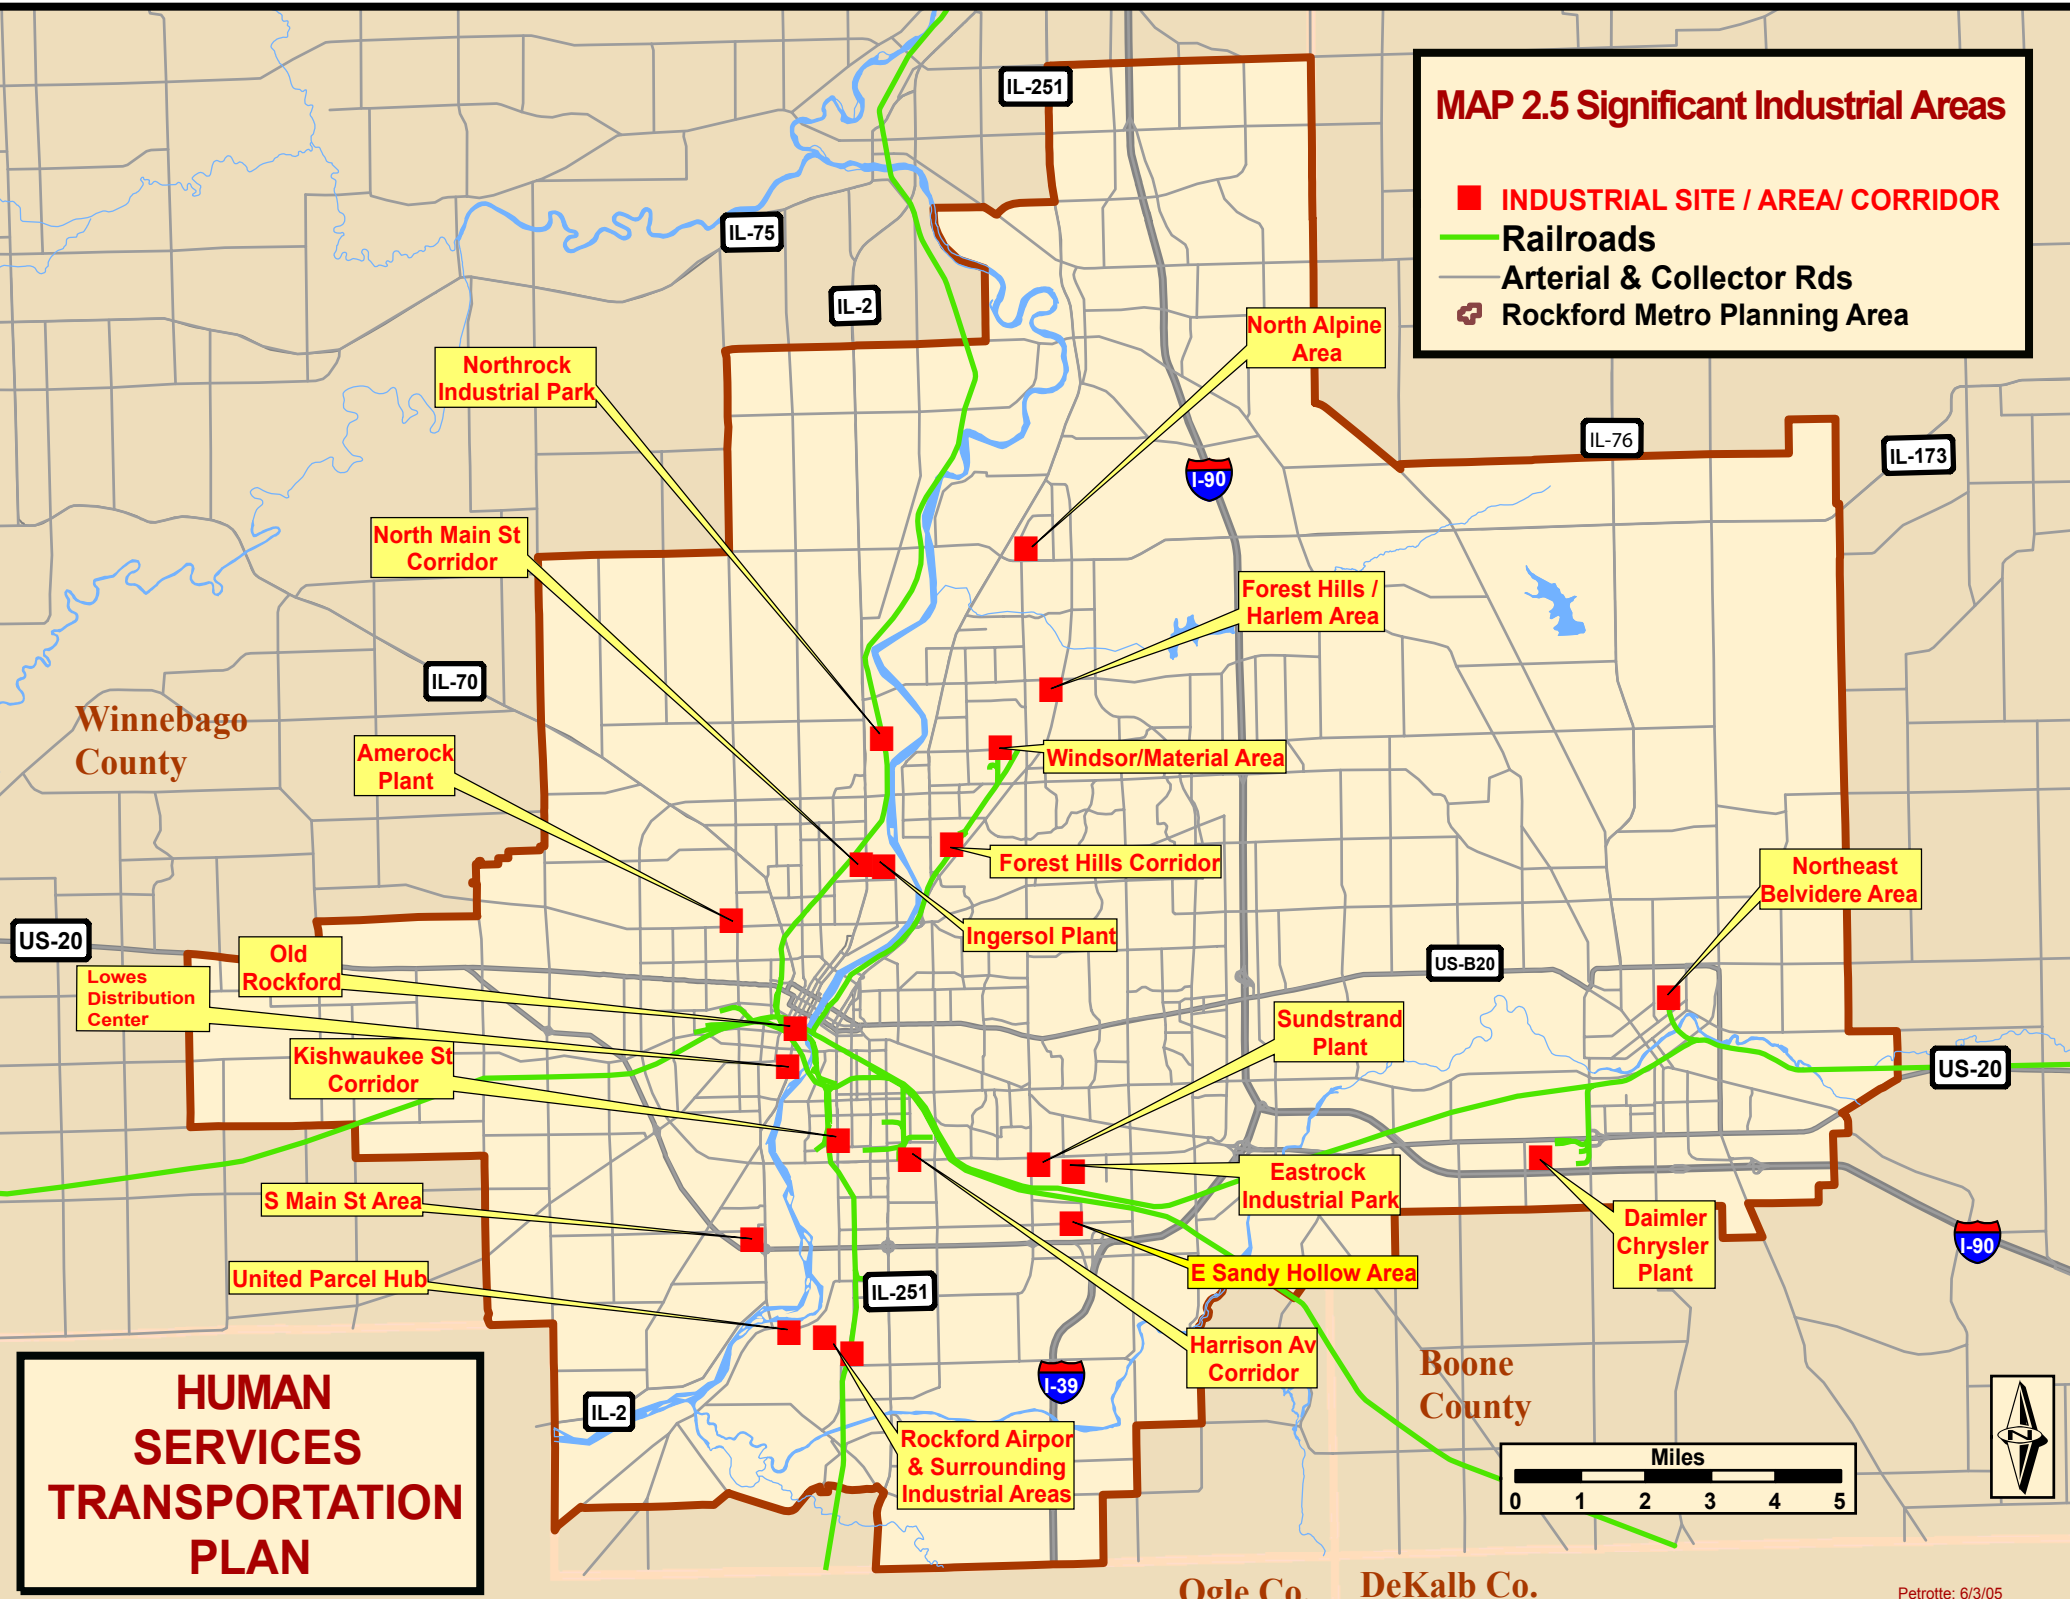 IL-251
MAP 2.5 Significant Industrial Areas
INDUSTRIAL SITE / AREA/ CORRIDOR
Railroads
Arterial & Collector Rds
Rockford Metro Planning Area
IL-75
IL-2
North Alpine
Area
Northrock
Industrial Park
IL-76
IL-173
I-90
North Main St
Corridor
Forest Hills /
Harlem Area
IL-70
Winnebago
County
Amerock
Plant
Windsor/Material Area
Forest Hills Corridor
Northeast
Belvidere Area
US-20
Ingersol Plant
Old
Rockford
US-B20
Lowes
Distribution
Center
Sundstrand
Plant
Kishwaukee St
Corridor
US-20
Eastrock
Industrial Park
S Main St Area
Daimler
Chrysler
Plant
I-90
United Parcel Hub
E Sandy Hollow Area
IL-251
Harrison Av
Corridor
Boone
County
I-39
HUMAN
SERVICES
TRANSPORTATION
PLAN
IL-2
Rockford Airpor
& Surrounding
Industrial Areas
N
Miles
0 1 2 3 4 5
Ogle Co.
DeKalb Co.
Petrotte: 6/3/05